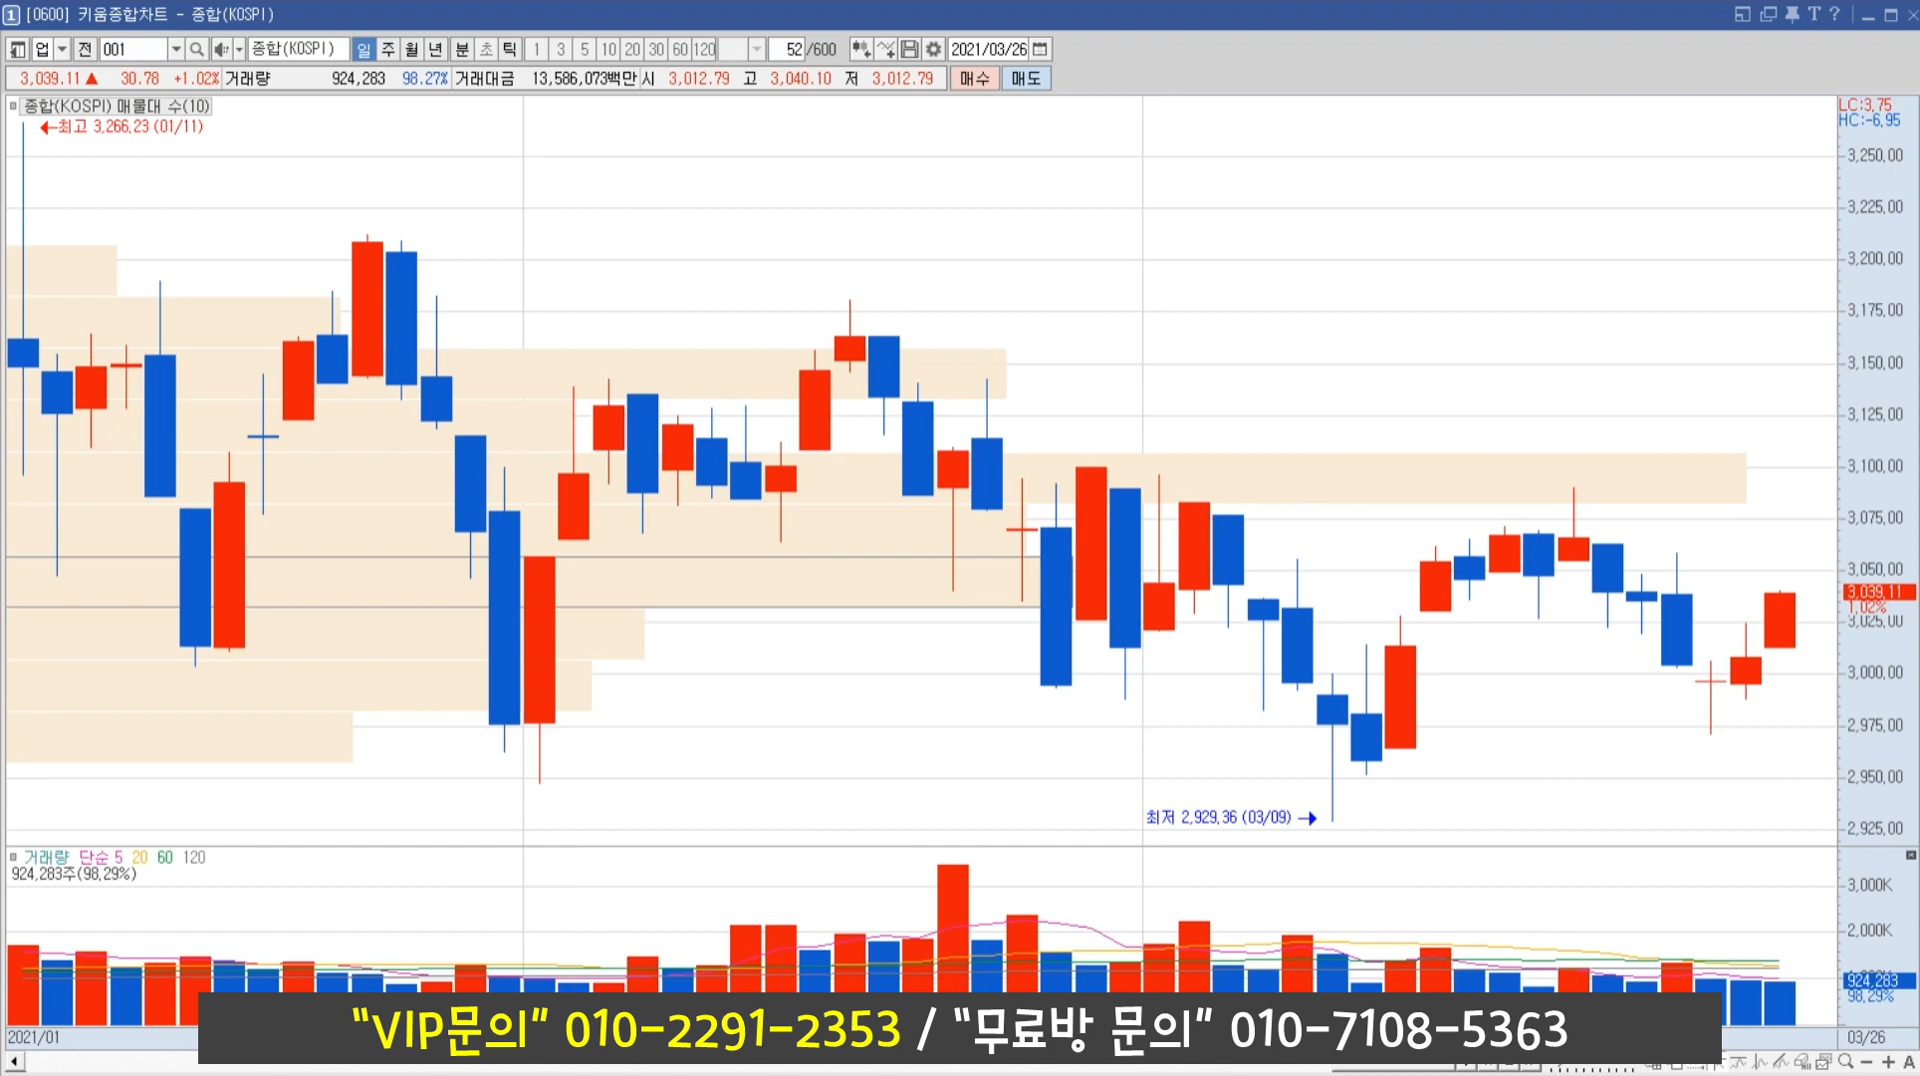 1 [0600] 키움종합차트 - 종합(KOSPI)
업 전 001 종합(KOSPI) 일 주 월 년 분 초 틱 1 3 5 10 20 30 60 120 52 /600 2021/03/26
3,039.11 ▲ 30.78 +1.02% 거래량 924,283 98.27% 거래대금 13,586,073백만 시 3,012.79 고 3,040.10 저 3,012.79 매수 매도
종합(KOSPI) 매물대 수(10)
←최고 3,266.23 (01/11)
LC:3.75
HC:-6.95
3,250.00
3,225.00
3,200.00
3,175.00
3,150.00
3,125.00
3,100.00
3,075.00
3,050.00
3,039.11
1.02%
3,025.00
3,000.00
2,975.00
2,950.00
최저 2,929.36 (03/09) →
2,925.00
거래량 단순 5 20 60 120
924,283주(98.29%)
3,000K
2,000K
924,283
98.29%
"VIP문의" 010-2291-2353 / "무료방 문의" 010-7108-5363
2021/01
03/26